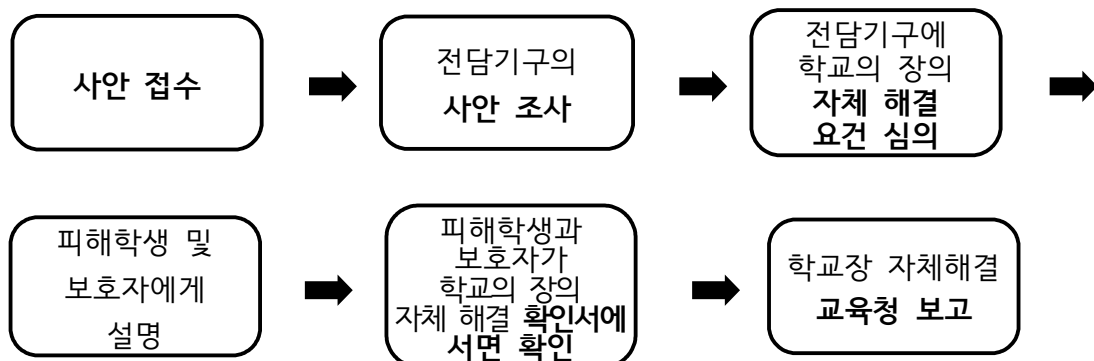 사안 접수
전담기구의
사안 조사
전담기구에
학교의 장의
자체 해결
요건 심의
피해학생 및
보호자에게
설명
피해학생과
보호자가
학교의 장의
자체 해결 확인서에
서면 확인
학교장 자체해결
교육청 보고